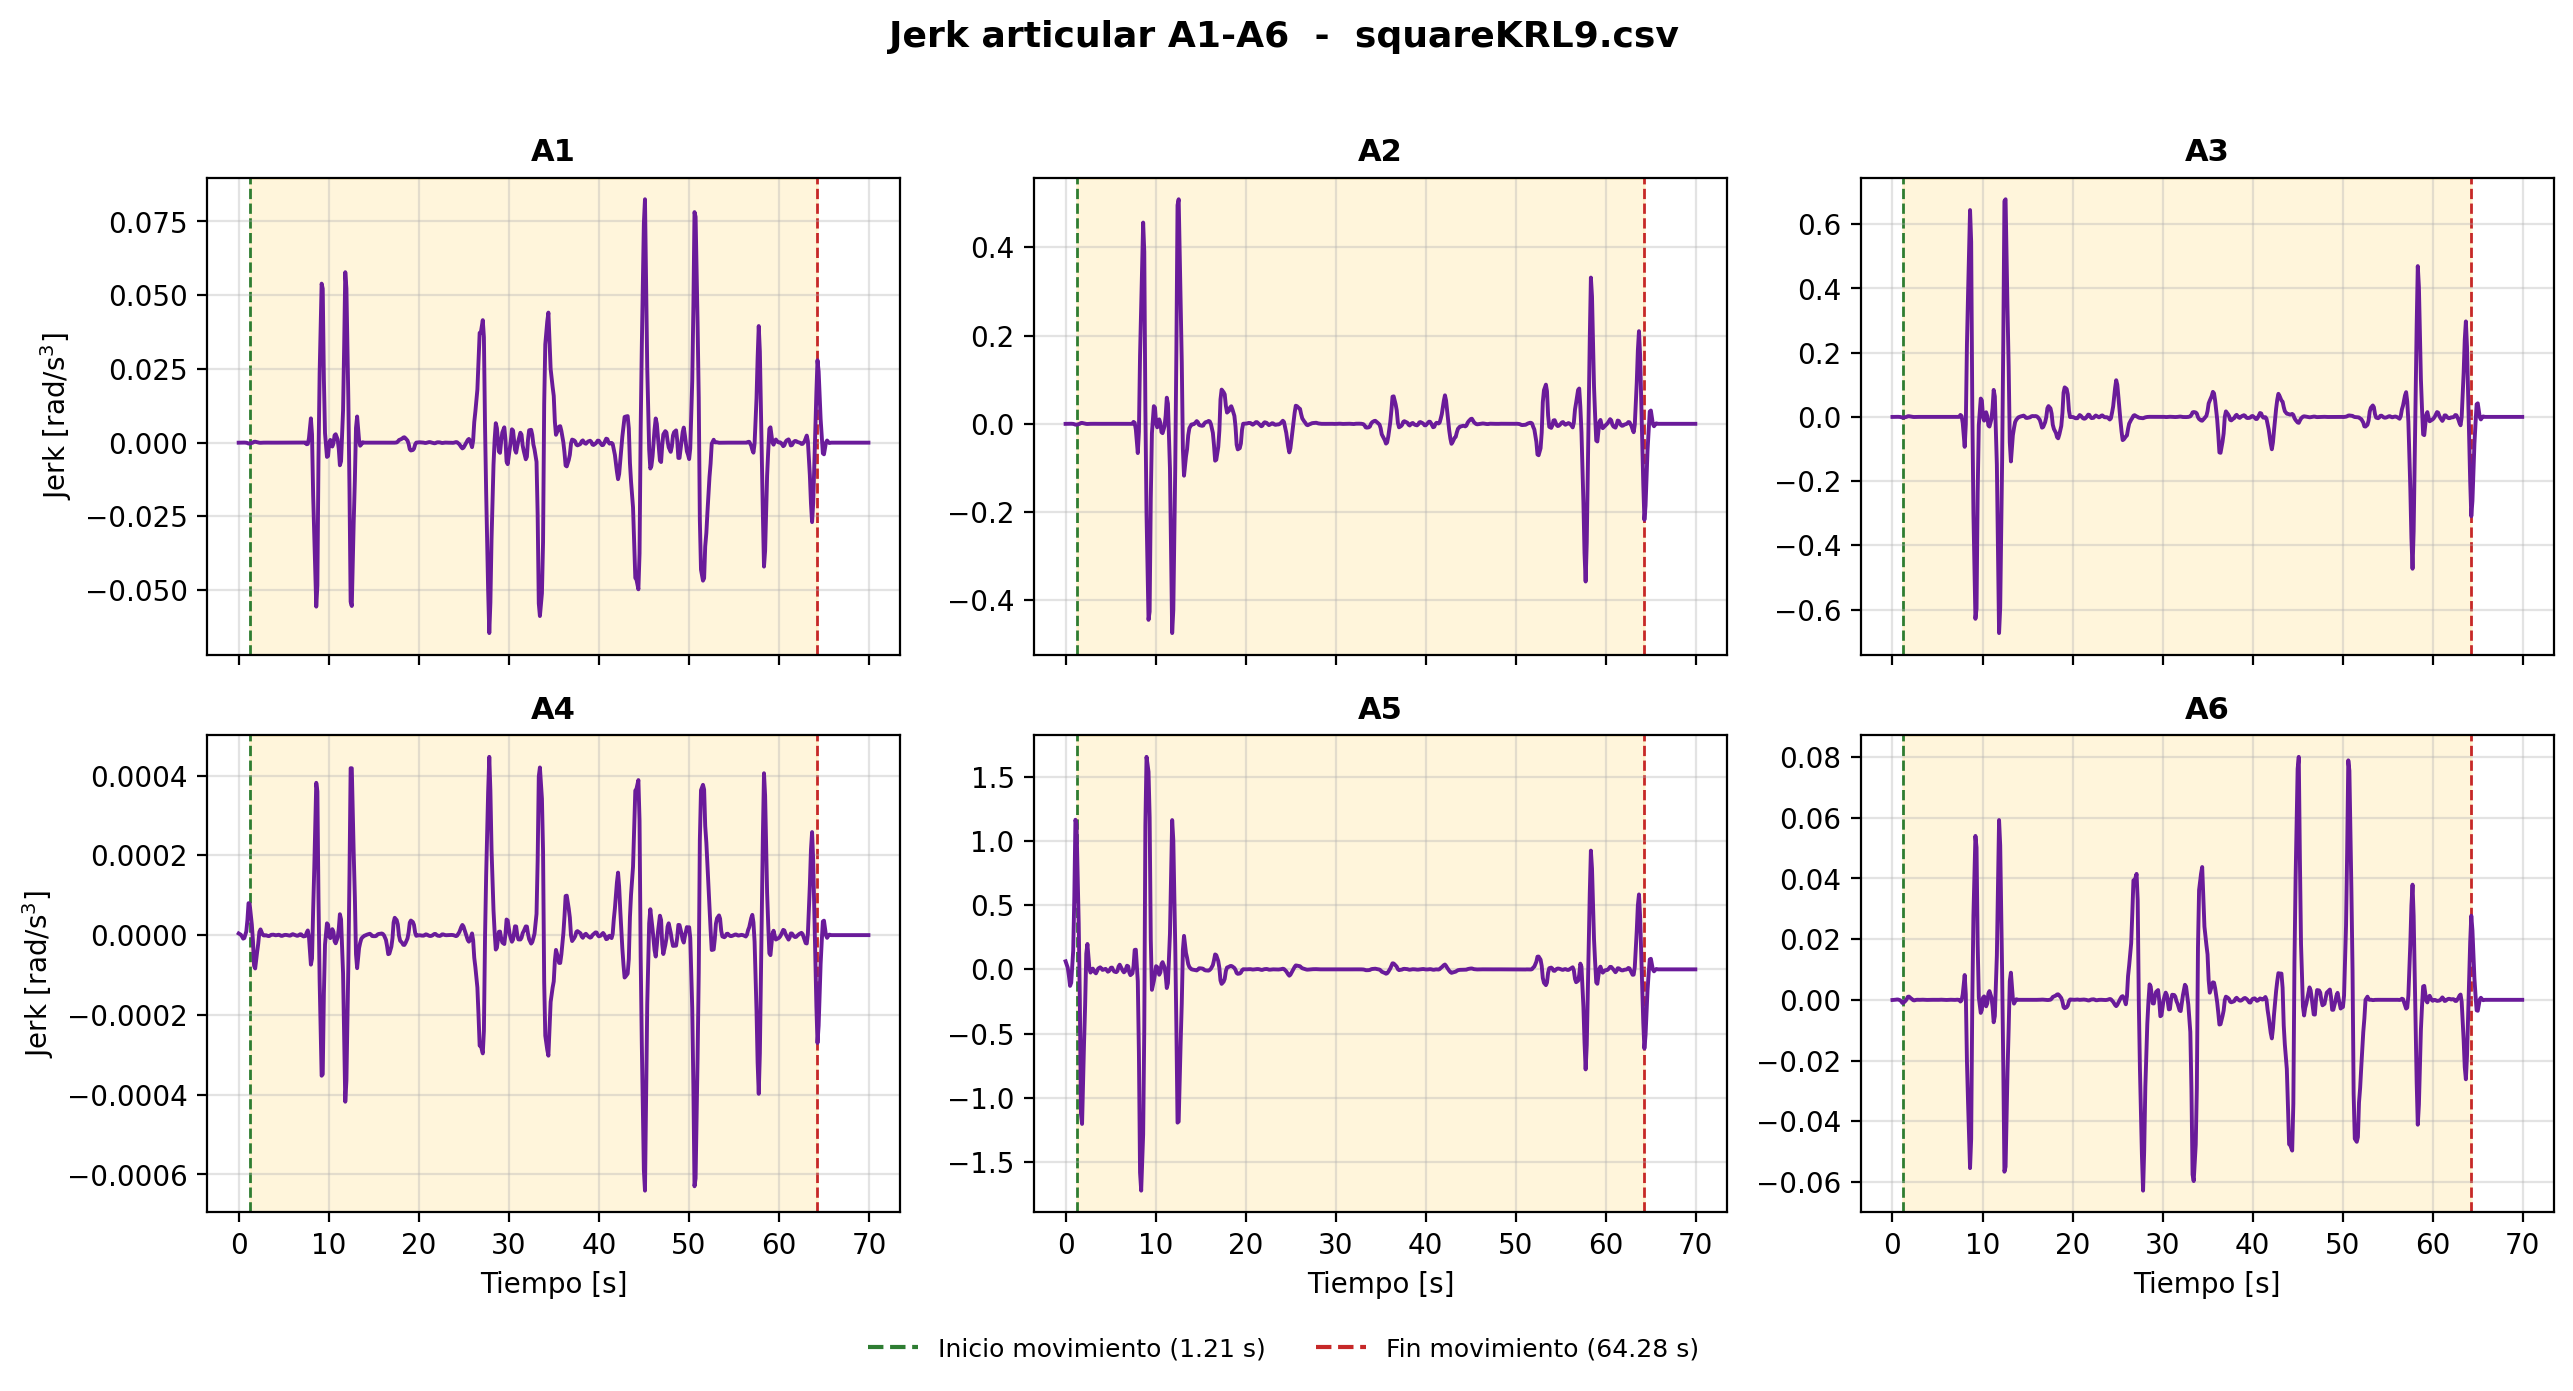 Jerk articular A1-A6  -  squareKRL9.csv
A1
A2
A3
Jerk [rad/s³]
0.075
0.050
0.025
0.000
−0.025
−0.050
0.4
0.2
0.0
−0.2
−0.4
0.6
0.4
0.2
0.0
−0.2
−0.4
−0.6
A4
A5
A6
Jerk [rad/s³]
0.0004
0.0002
0.0000
−0.0002
−0.0004
−0.0006
1.5
1.0
0.5
0.0
−0.5
−1.0
−1.5
0.08
0.06
0.04
0.02
0.00
−0.02
−0.04
−0.06
0 10 20 30 40 50 60 70
0 10 20 30 40 50 60 70
0 10 20 30 40 50 60 70
Tiempo [s]
Tiempo [s]
Tiempo [s]
Inicio movimiento (1.21 s)
Fin movimiento (64.28 s)